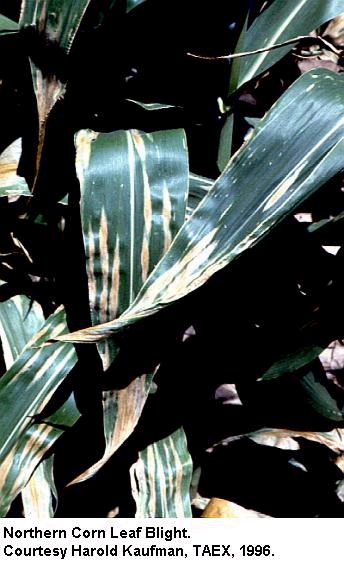 Northern Corn Leaf Blight.
Courtesy Harold Kaufman, TAEX, 1996.